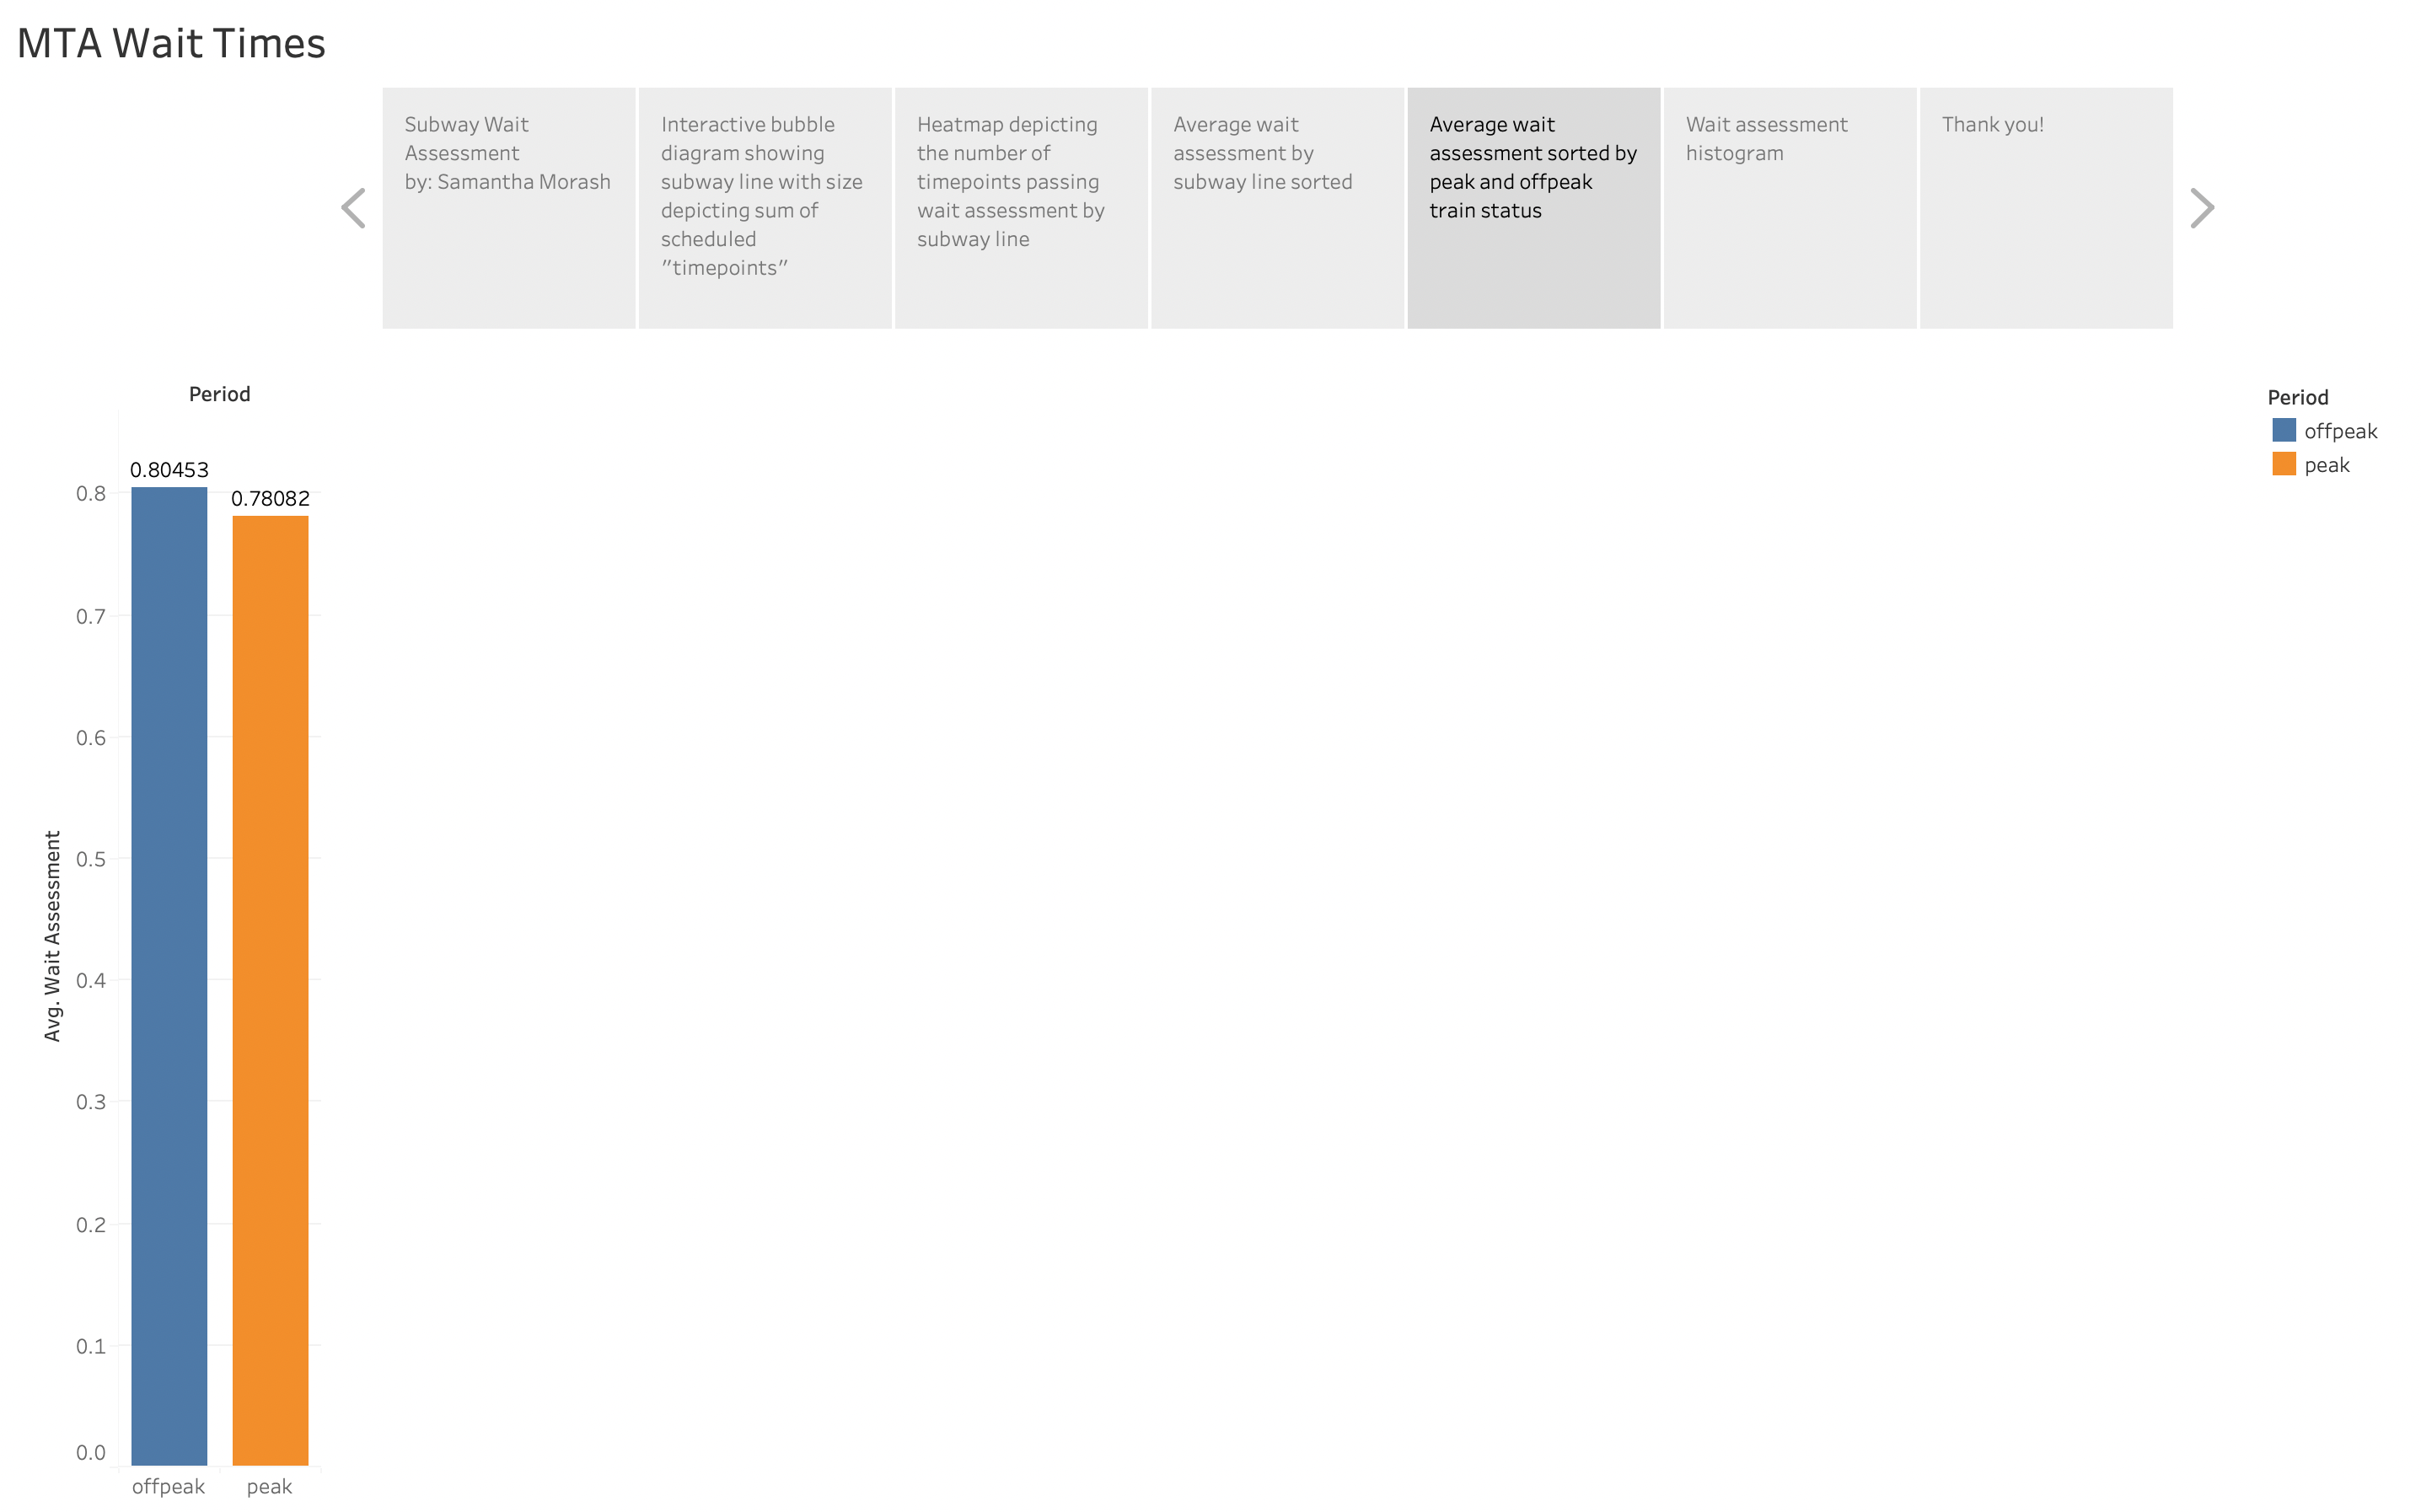 MTA Wait Times
Subway Wait
Assessment
by: Samantha Morash
Interactive bubble
diagram showing
subway line with size
depicting sum of
scheduled
"timepoints"
Heatmap depicting
the number of
timepoints passing
wait assessment by
subway line
Average wait
assessment by
subway line sorted
Average wait
assessment sorted by
peak and offpeak
train status
Wait assessment
histogram
Thank you!
Period
0.80453
0.78082
0.8
0.7
0.6
0.5
0.4
0.3
0.2
0.1
0.0
Avg. Wait Assessment
offpeak
peak
Period
offpeak
peak